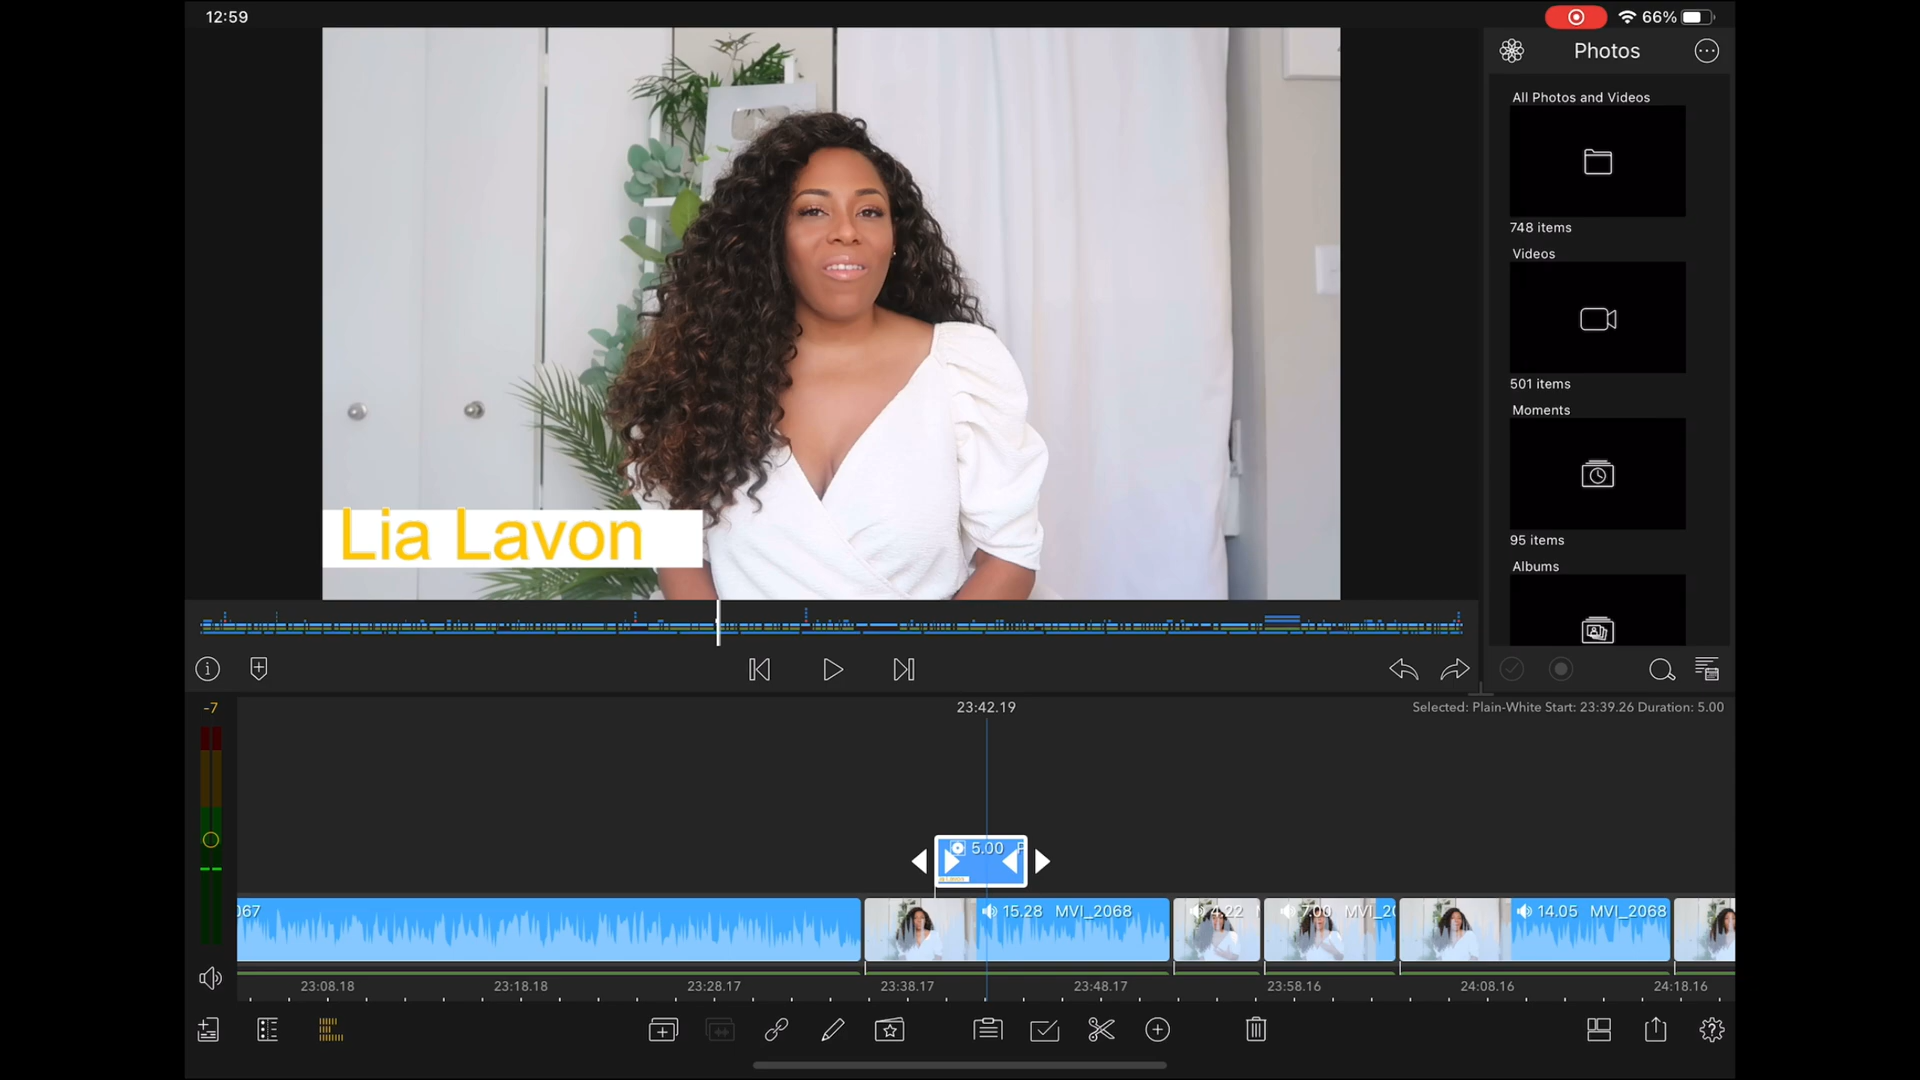 12:59
66%
Photos
All Photos and Videos
748 items
Videos
501 items
Moments
95 items
Albums
Lia Lavon
-7
23:42.19
Selected: Plain-White Start: 23:39.26 Duration: 5.00
5.00
067
15.28 MVI_2068
4.22
7.00 MVI_20
14.05 MVI_2068
23:08.18
23:18.18
23:28.17
23:38.17
23:48.17
23:58.16
24:08.16
24:18.16